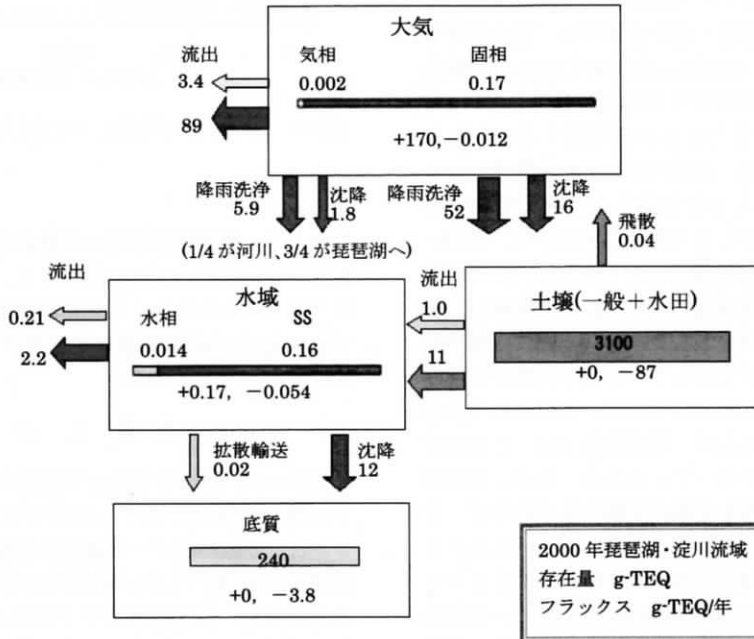 大気
流出
気相 固相
3.4
0.002 0.17
89
+170,−0.012
降雨洗浄
5.9
沈降
1.8
降雨洗浄
52
沈降
16
飛散
0.04
(1/4 が河川、3/4 が琵琶湖へ)
流出
水域
流出
土壌(一般+水田)
0.21
水相 SS
1.0
0.014 0.16
3100
2.2
11
+0, −87
+0.17, −0.054
拡散輸送
0.02
沈降
12
底質
240
+0, −3.8
2000 年琵琶湖・淀川流域
存在量 g-TEQ
フラックス g-TEQ/年